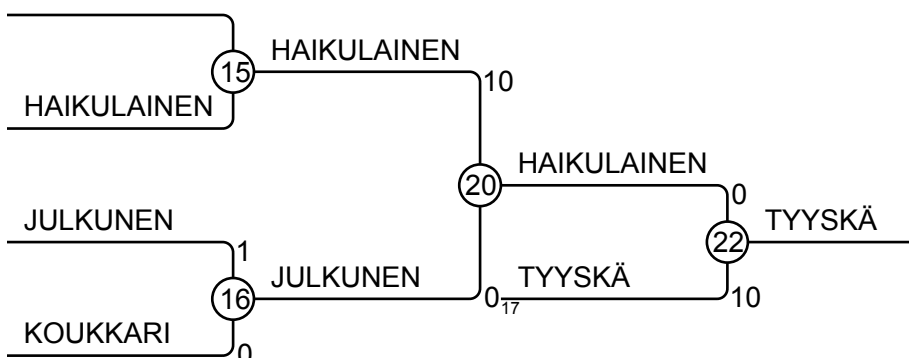 HAIKULAINEN
15
10
HAIKULAINEN
HAIKULAINEN
20
0
JULKUNEN
TYYSKÄ
22
1
JULKUNEN
TYYSKÄ
16
0
17
10
KOUKKARI
0